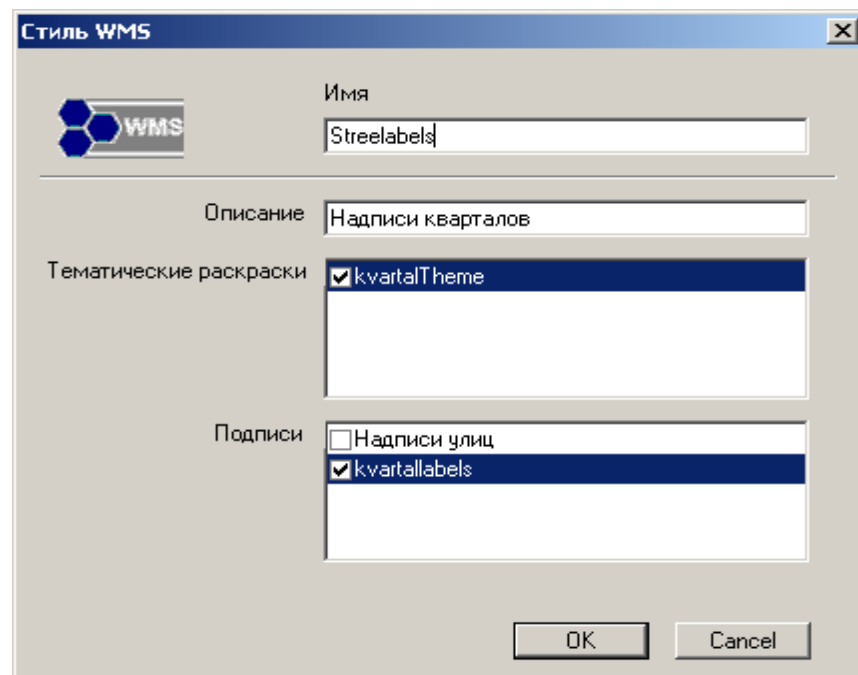 Стиль WMS
WMS
Имя
Streelabels
Описание
Надписи кварталов
Тематические раскраски
kvartalTheme
Подписи
Надписи улиц
kvartallabels
OK
Cancel